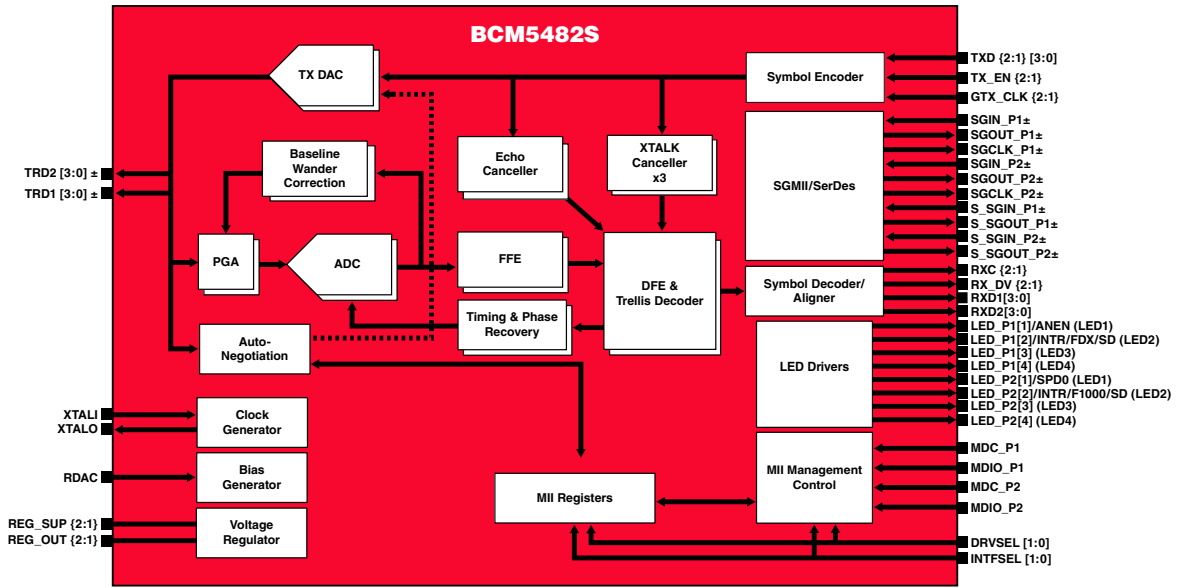 BCM5482S
TX DAC
Symbol Encoder
TXD {2:1} [3:0]
TX_EN {2:1}
GTX_CLK {2:1}
Baseline
Wander
Correction
Echo
Canceller
XTALK
Canceller
x3
SGMII/SerDes
SGIN_P1±
SGOUT_P1±
SGCLK_P1±
SGIN_P2±
SGOUT_P2±
SGCLK_P2±
S_SGIN_P1±
S_SGOUT_P1±
S_SGIN_P2±
S_SGOUT_P2±
TRD2 [3:0] ±
TRD1 [3:0] ±
PGA
ADC
FFE
DFE &
Trellis Decoder
Symbol Decoder/
Aligner
RXC {2:1}
RX_DV {2:1}
RXD1[3:0]
RXD2[3:0]
Timing & Phase
Recovery
Auto-
Negotiation
LED Drivers
LED_P1[1]/ANEN (LED1)
LED_P1[2]/INTR/FDX/SD (LED2)
LED_P1[3] (LED3)
LED_P1[4] (LED4)
LED_P2[1]/SPD0 (LED1)
LED_P2[2]/INTR/F1000/SD (LED2)
LED_P2[3] (LED3)
LED_P2[4] (LED4)
XTALI
XTALO
Clock
Generator
RDAC
Bias
Generator
REG_SUP {2:1}
REG_OUT {2:1}
Voltage
Regulator
MII Registers
MII Management
Control
MDC_P1
MDIO_P1
MDC_P2
MDIO_P2
DRVSEL [1:0]
INTFSEL [1:0]